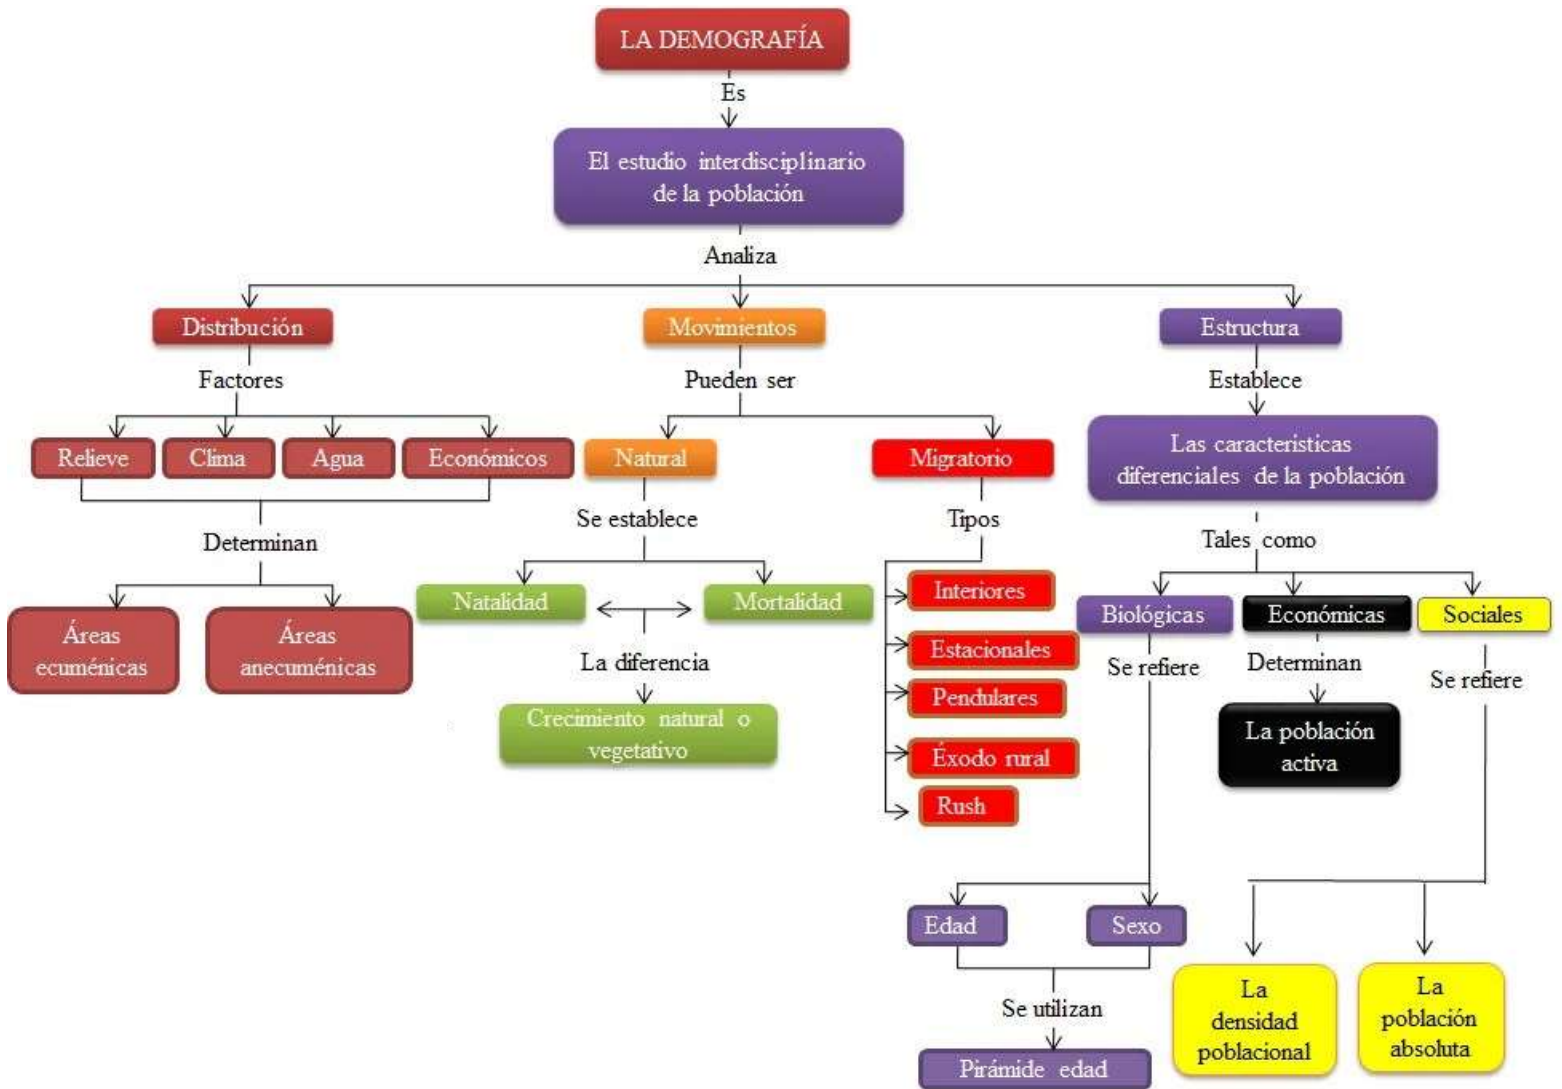 LA DEMOGRAFÍA
Es
El estudio interdisciplinario
de la población
Analiza
Distribución
Movimientos
Estructura
Factores
Pueden ser
Establece
Relieve
Clima
Agua
Económicos
Natural
Migratorio
Las caracteristicas
diferenciales de la población
Determinan
Se establece
Tipos
Tales como
Áreas
ecuménicas
Áreas
anecuménicas
Natalidad
Mortalidad
La diferencia
Crecimiento natural o
vegetativo
Interiores
Estacionales
Pendulares
Éxodo rural
Rush
Biológicas
Económicas
Sociales
Se refiere
Determinan
Se refiere
La población
activa
Edad
Sexo
Se utilizan
Pirámide edad
La
densidad
poblacional
La
población
absoluta